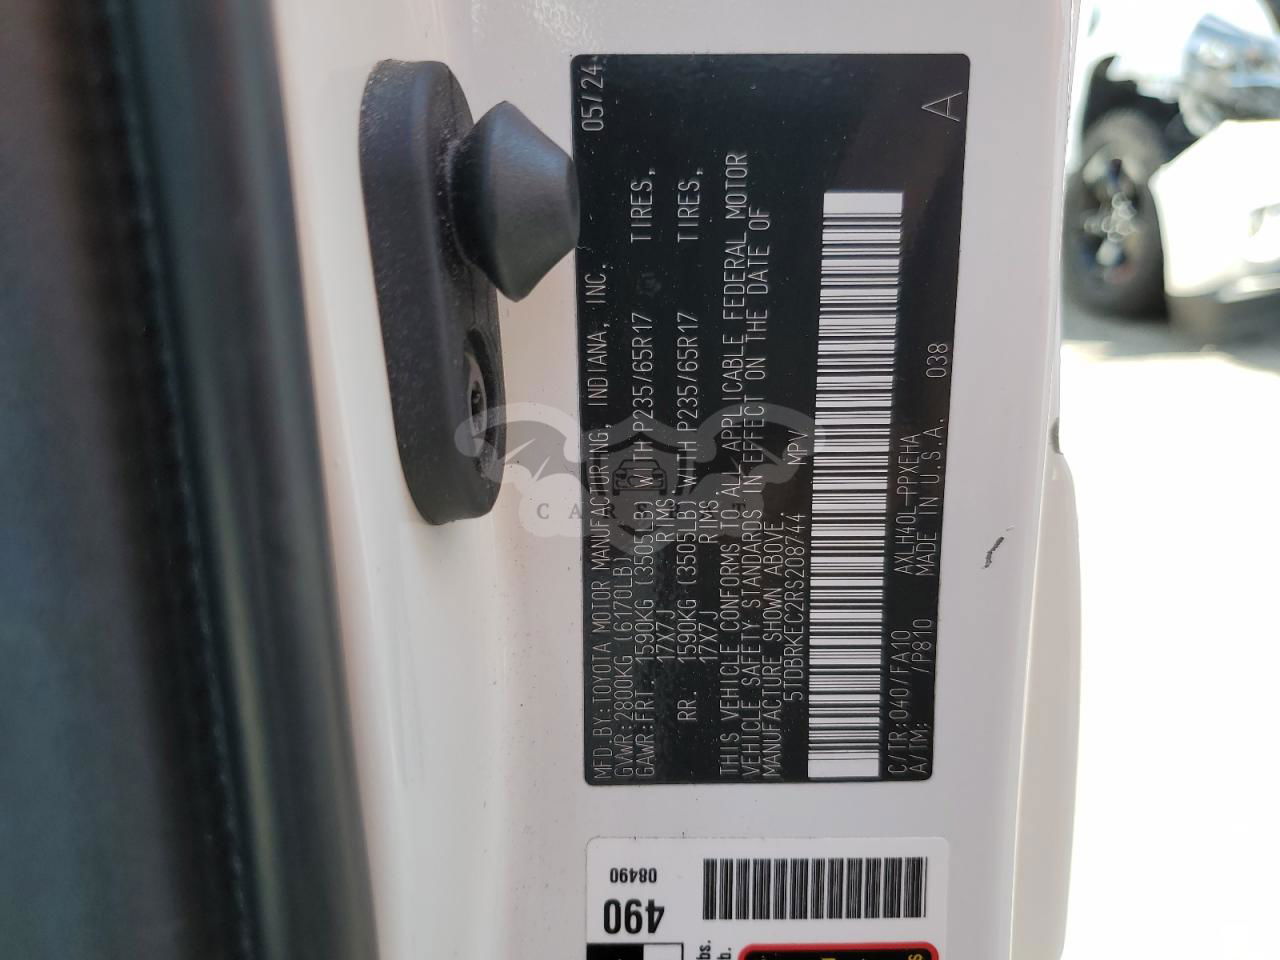 MFD.BY:TOYOTA MOTOR MANUFACTURING, INDIANA, INC. 05/24
GVWR:2800KG(6170LB)
GAWR:FRT. 1590KG(3505LB)WITH P235/65R17 TIRES,
17X7J RIMS
RR. 1590KG(3505LB)WITH P235/65R17 TIRES,
17X7J RIMS
THIS VEHICLE CONFORMS TO ALL APPLICABLE FEDERAL MOTOR
VEHICLE SAFETY STANDARDS IN EFFECT ON THE DATE OF
MANUFACTURE SHOWN ABOVE.
5TDBRKEC2RS208744 MPV
C/TR:040/FA10 AXLH40L-PPXEHA 038 A
A/TM: /P810 MADE IN U.S.A.
08490
490